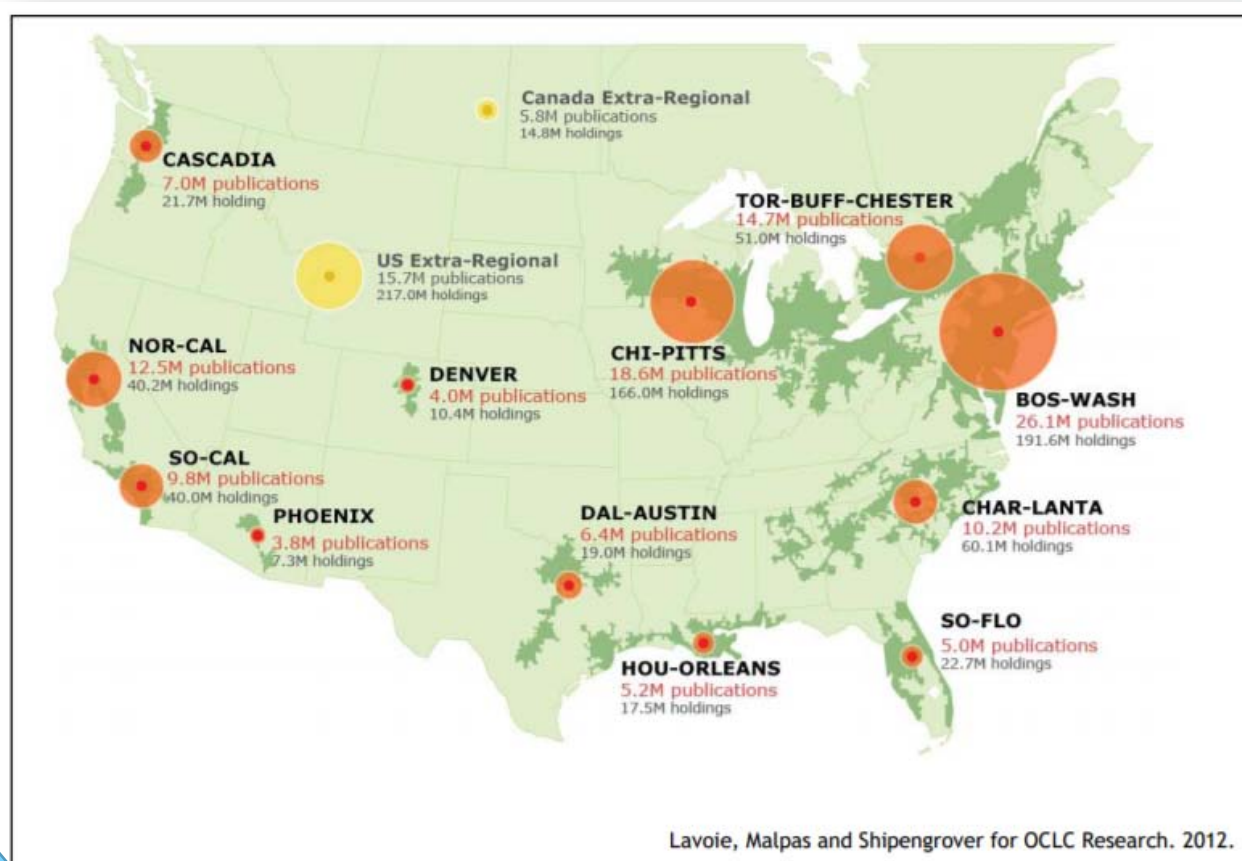 Canada Extra-Regional
5.8M publications
14.8M holdings
CASCADIA
7.0M publications
21.7M holding
TOR-BUFF-CHESTER
14.7M publications
51.0M holdings
US Extra-Regional
15.7M publications
217.0M holdings
NOR-CAL
12.5M publications
40.2M holdings
DENVER
4.0M publications
10.4M holdings
CHI-PITTS
18.6M publications
166.0M holdings
BOS-WASH
26.1M publications
191.6M holdings
SO-CAL
9.8M publications
40.0M holdings
PHOENIX
3.8M publications
7.3M holdings
DAL-AUSTIN
6.4M publications
19.0M holdings
CHAR-LANTA
10.2M publications
60.1M holdings
SO-FLO
5.0M publications
22.7M holdings
HOU-ORLEANS
5.2M publications
17.5M holdings
Lavoie, Malpas and Shipengrover for OCLC Research. 2012.